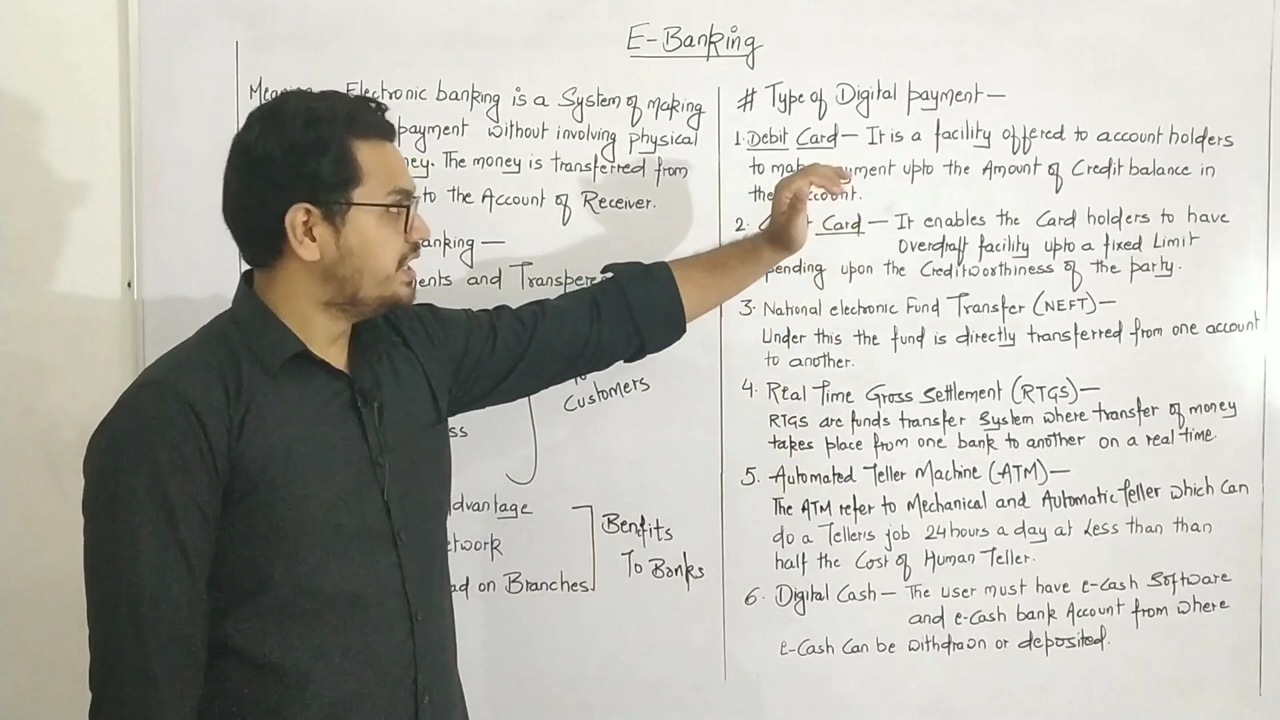 E-Banking
Electronic banking is a System of making
payment without involving physical
The money is transferred from
to the Account of Receiver.
anking —
ents and Transpere
Customers
ss
dvantage
etwork
ad on Branches
Benefits
To Banks
# Type of Digital payment —
1. Debit Card — It is a facility offered to account holders
to make payment upto the Amount of Credit balance in
the account.
2. Card — It enables the Card holders to have
Overdraft facility upto a fixed Limit
pending upon the Creditworthiness of the party.
3. National electronic Fund Transfer (NEFT) —
Under this the fund is directly transferred from one account
to another.
4. Real Time Gross Settlement (RTGS) —
RTGS are funds transfer System where transfer of money
takes place from one bank to another on a real time.
5. Automated Teller Machine (ATM) —
The ATM refer to Mechanical and Automatic Teller which Can
do a Tellers job 24 hours a day at Less than than
half the Cost of Human Teller.
6. Digital Cash — The user must have e-cash Software
and e-Cash bank Account from where
e-Cash Can be withdrawn or deposited.